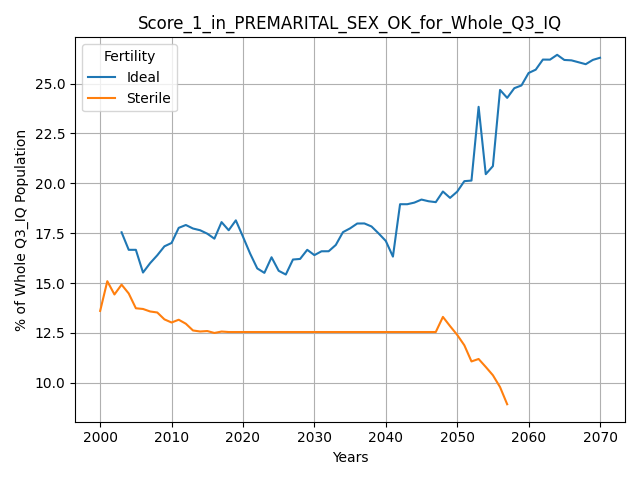 Score_1_in_PREMARITAL_SEX_OK_for_Whole_Q3_IQ
Fertility
Ideal
Sterile
% of Whole Q3_IQ Population
25.0
22.5
20.0
17.5
15.0
12.5
10.0
2000 2010 2020 2030 2040 2050 2060 2070
Years